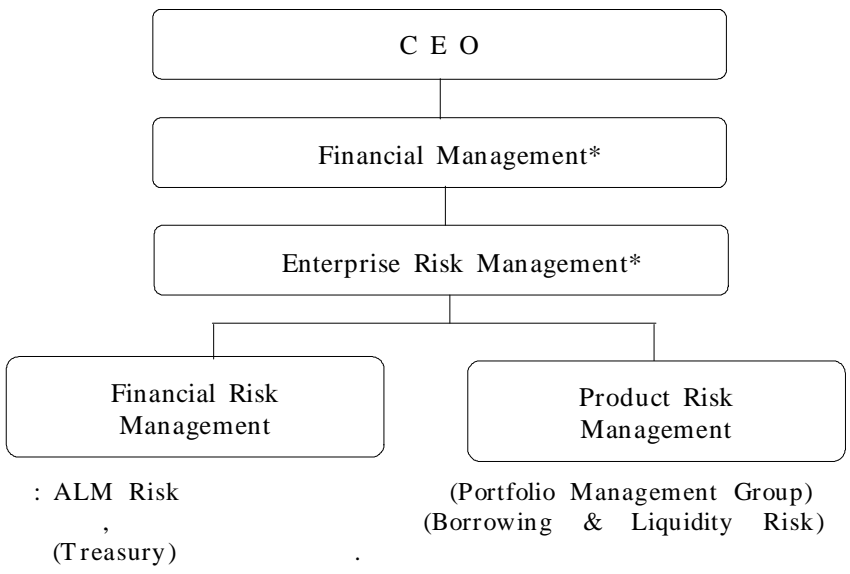 C E O
Financial Management*
Enterprise Risk Management*
Financial Risk
Management
Product Risk
Management
: ALM Risk (Portfolio Management Group)
, (Borrowing & Liquidity Risk)
(Treasury) .